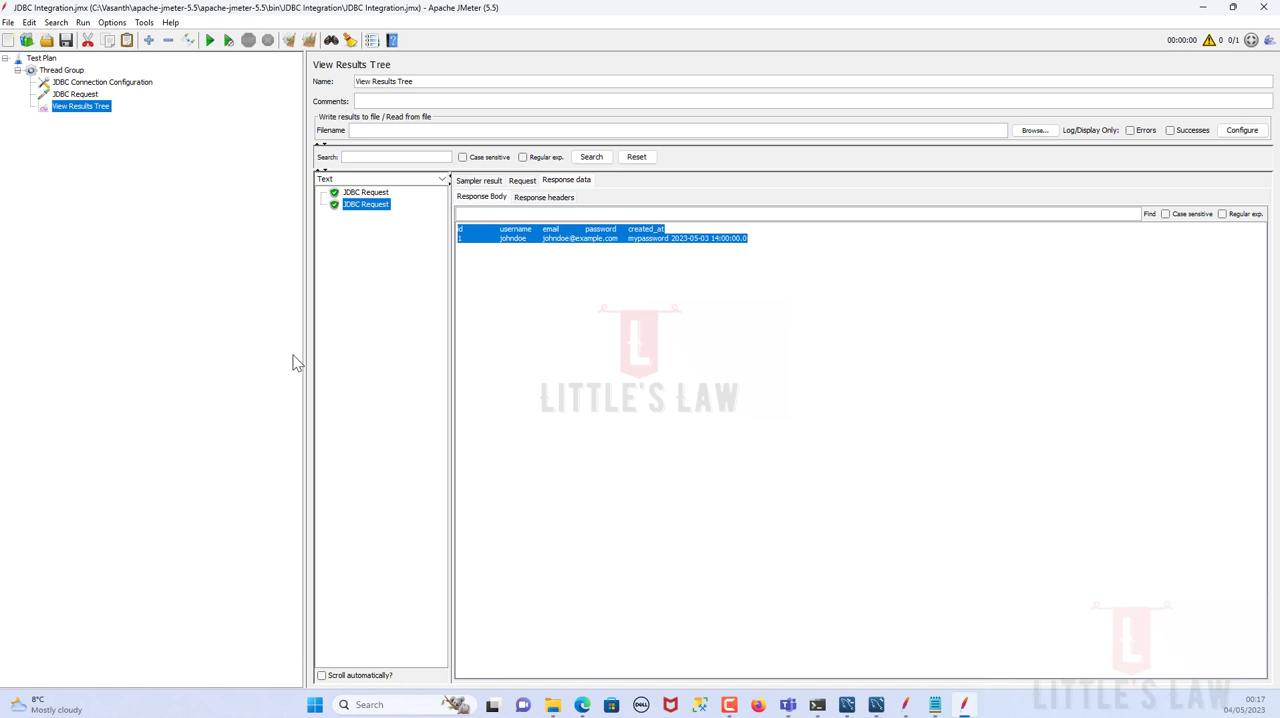 JDBC Integration.jmx (C:\Vasanth\apache-jmeter-5.5\apache-jmeter-5.5\bin\JDBC Integration\JDBC Integration.jmx) - Apache JMeter (5.5)
File Edit Search Run Options Tools Help
00:00:00 0 0/1
Test Plan
Thread Group
JDBC Connection Configuration
JDBC Request
View Results Tree
View Results Tree
Name: View Results Tree
Comments:
Write results to file / Read from file
Filename Browse... Log/Display Only: Errors Successes Configure
Search: Case sensitive Regular exp. Search Reset
Text
JDBC Request
JDBC Request
Scroll automatically?
Sampler result Request Response data
Response Body Response headers
Find Case sensitive Regular exp.
id username email password created_at
1 johndoe johndoe@example.com mypassword 2023-05-03 14:00:00.0
L
LITTLE'S LAW
L
LITTLE'S LAW
8°C
Mostly cloudy
Search
DELL
00:17
04/05/2023